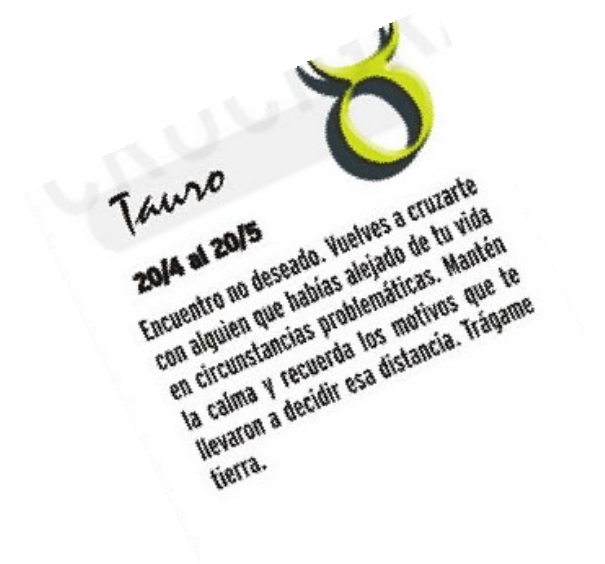 Tauro
20/4 al 20/5
Encuentro no deseado. Vuelves a cruzarte
con alguien que habías alejado de tu vida
en circunstancias problemáticas. Mantén
la calma y recuerda los motivos que te
llevaron a decidir esa distancia. Trágame
tierra.